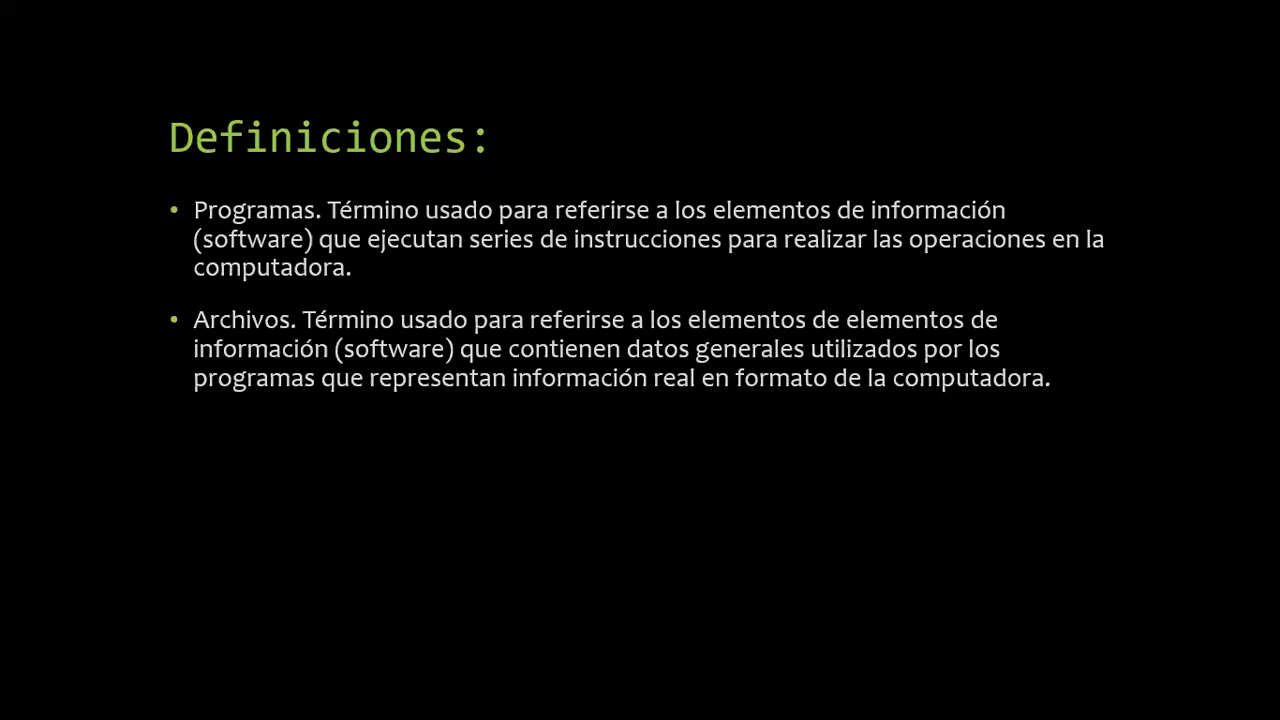 Definiciones:
• Programas. Término usado para referirse a los elementos de información
(software) que ejecutan series de instrucciones para realizar las operaciones en la
computadora.
• Archivos. Término usado para referirse a los elementos de elementos de
información (software) que contienen datos generales utilizados por los
programas que representan información real en formato de la computadora.